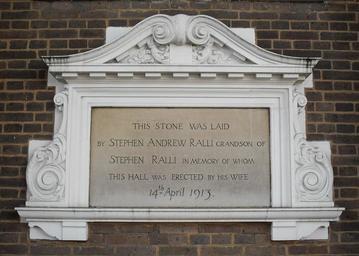 THIS STONE WAS LAID
BY STEPHEN ANDREW RALLI GRANDSON OF
STEPHEN RALLI IN MEMORY OF WHOM
THIS HALL WAS ERECTED BY HIS WIFE
14th April 1913.